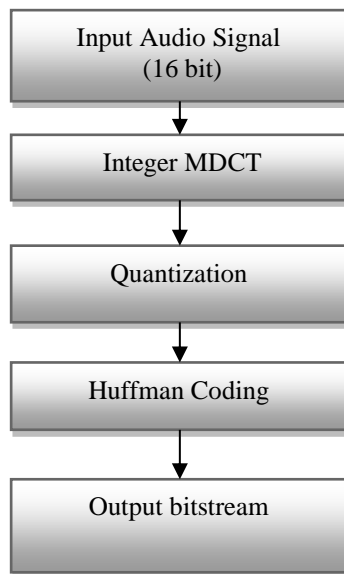 Input Audio Signal
(16 bit)
Integer MDCT
Quantization
Huffman Coding
Output bitstream